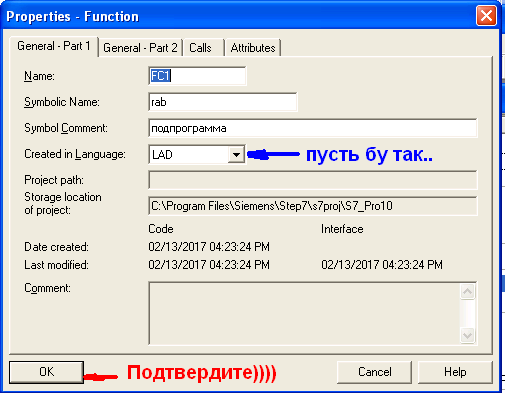 Properties - Function
General - Part 1 General - Part 2 Calls Attributes
Name: FC1
Symbolic Name: rab
Symbol Comment: подпрограмма
Created in Language: LAD пусть бу так..
Project path:
Storage location
of project: C:\Program Files\Siemens\Step7\s7proj\S7_Pro10
Code Interface
Date created: 02/13/2017 04:23:24 PM
Last modified: 02/13/2017 04:23:24 PM 02/13/2017 04:23:24 PM
Comment:
OK Подтвердите)))) Cancel Help